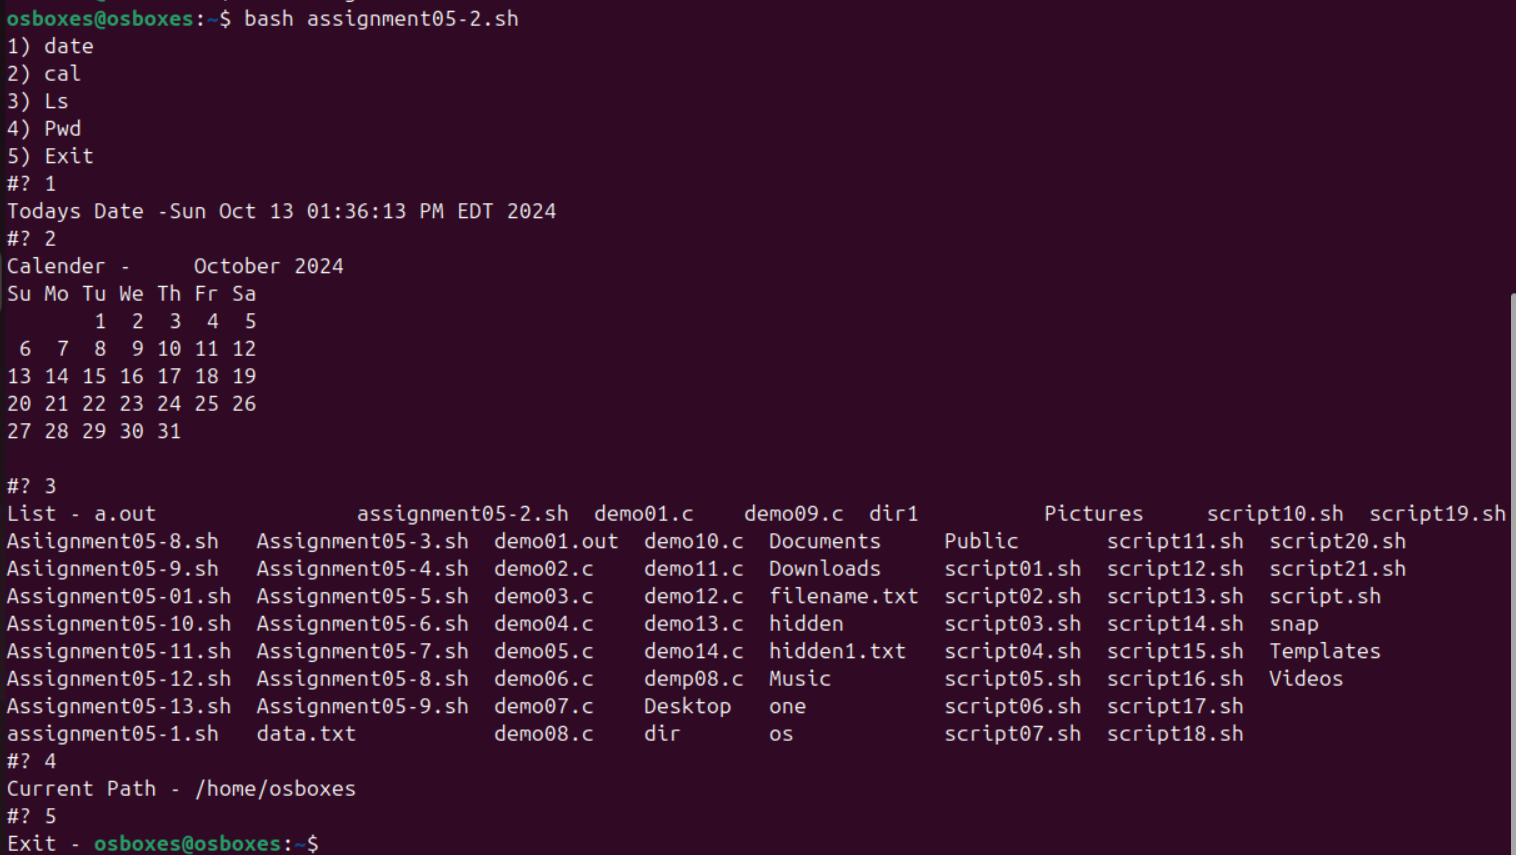 osboxes@osboxes:~$ bash assignment05-2.sh
1) date
2) cal
3) Ls
4) Pwd
5) Exit
#? 1
Todays Date -Sun Oct 13 01:36:13 PM EDT 2024
#? 2
Calender -     October 2024
Su Mo Tu We Th Fr Sa
       1  2  3  4  5
 6  7  8  9 10 11 12
13 14 15 16 17 18 19
20 21 22 23 24 25 26
27 28 29 30 31

#? 3
List - a.out                assignment05-2.sh  demo01.c    demo09.c  dir1          Pictures     script10.sh  script19.sh
Asiignment05-8.sh   Assignment05-3.sh  demo01.out  demo10.c  Documents     Public       script11.sh  script20.sh
Asiignment05-9.sh   Assignment05-4.sh  demo02.c    demo11.c  Downloads     script01.sh  script12.sh  script21.sh
Assignment05-01.sh  Assignment05-5.sh  demo03.c    demo12.c  filename.txt  script02.sh  script13.sh  script.sh
Assignment05-10.sh  Assignment05-6.sh  demo04.c    demo13.c  hidden        script03.sh  script14.sh  snap
Assignment05-11.sh  Assignment05-7.sh  demo05.c    demo14.c  hidden1.txt   script04.sh  script15.sh  Templates
Assignment05-12.sh  Assignment05-8.sh  demo06.c    demp08.c  Music         script05.sh  script16.sh  Videos
Assignment05-13.sh  Assignment05-9.sh  demo07.c    Desktop   one           script06.sh  script17.sh
assignment05-1.sh   data.txt           demo08.c    dir       os            script07.sh  script18.sh
#? 4
Current Path - /home/osboxes
#? 5
Exit - osboxes@osboxes:~$